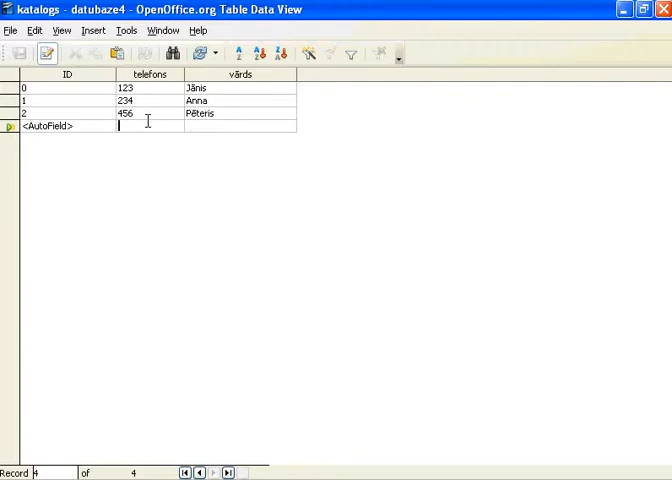 katalogs - datubaze4 - OpenOffice.org Table Data View
File Edit View Insert Tools Window Help
ID telefons vārds
0 123 Jānis
1 234 Anna
2 456 Pēteris
<AutoField>
Record 4 of 4